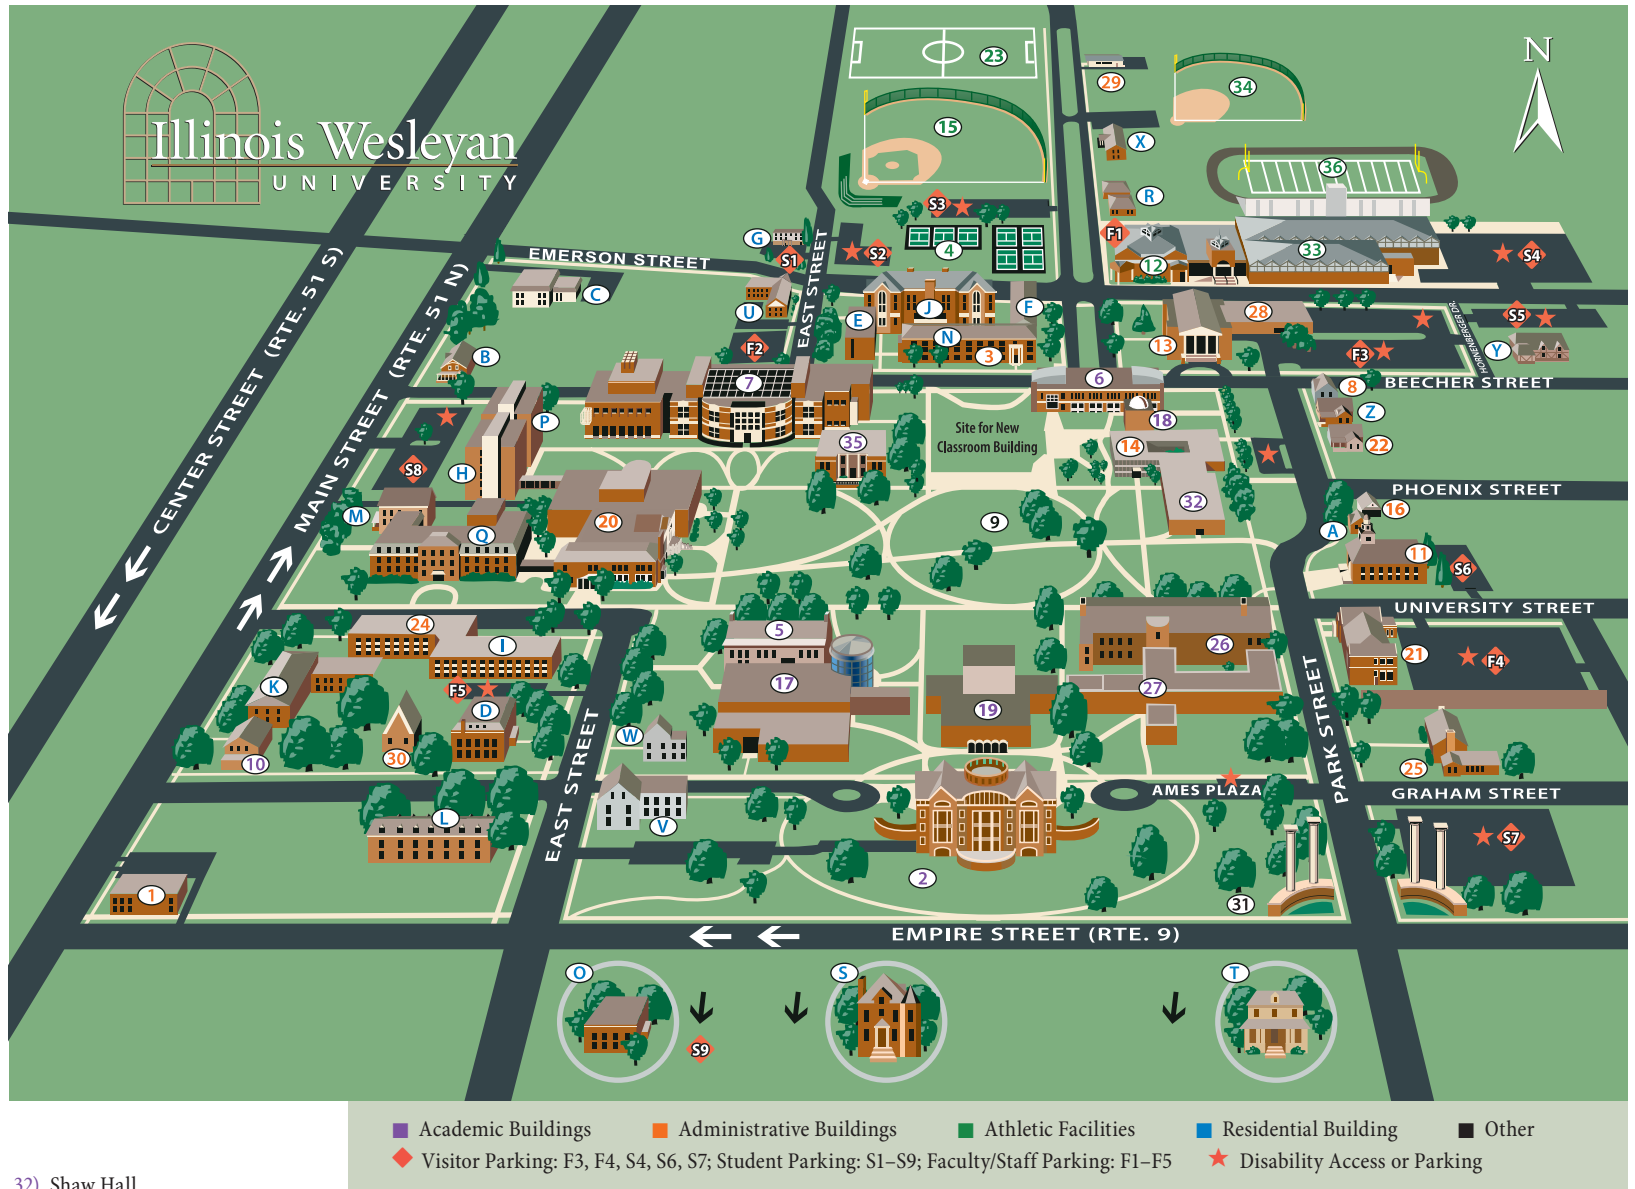 Illinois Wesleyan
UNIVERSITY
N
23
29
34
15
X
36
R
S3
F1
G
S1
S2
4
12
33
S4
EMERSON STREET
EAST STREET
CENTER STREET (RTE. 51 S)
MAIN STREET (RTE. 51 N)
C
U
E
J
F
28
S5
N
3
13
F2
F3
HORENBERGER DR.
Y
B
7
6
8
BEECHER STREET
P
18
Z
35
Site for New
Classroom Building
14
22
S8
H
PHOENIX STREET
M
Q
20
9
32
16
A
11
S6
UNIVERSITY STREET
24
I
5
26
21
F4
K
F5
17
27
D
19
W
10
30
25
PARK STREET
AMES PLAZA
GRAHAM STREET
L
V
EAST STREET
S7
2
1
31
EMPIRE STREET (RTE. 9)
O
S
T
S9
Academic Buildings Administrative Buildings Athletic Facilities Residential Building Other
Visitor Parking: F3, F4, S4, S6, S7; Student Parking: S1–S9; Faculty/Staff Parking: F1–F5 Disability Access or Parking
32) Shaw Hall